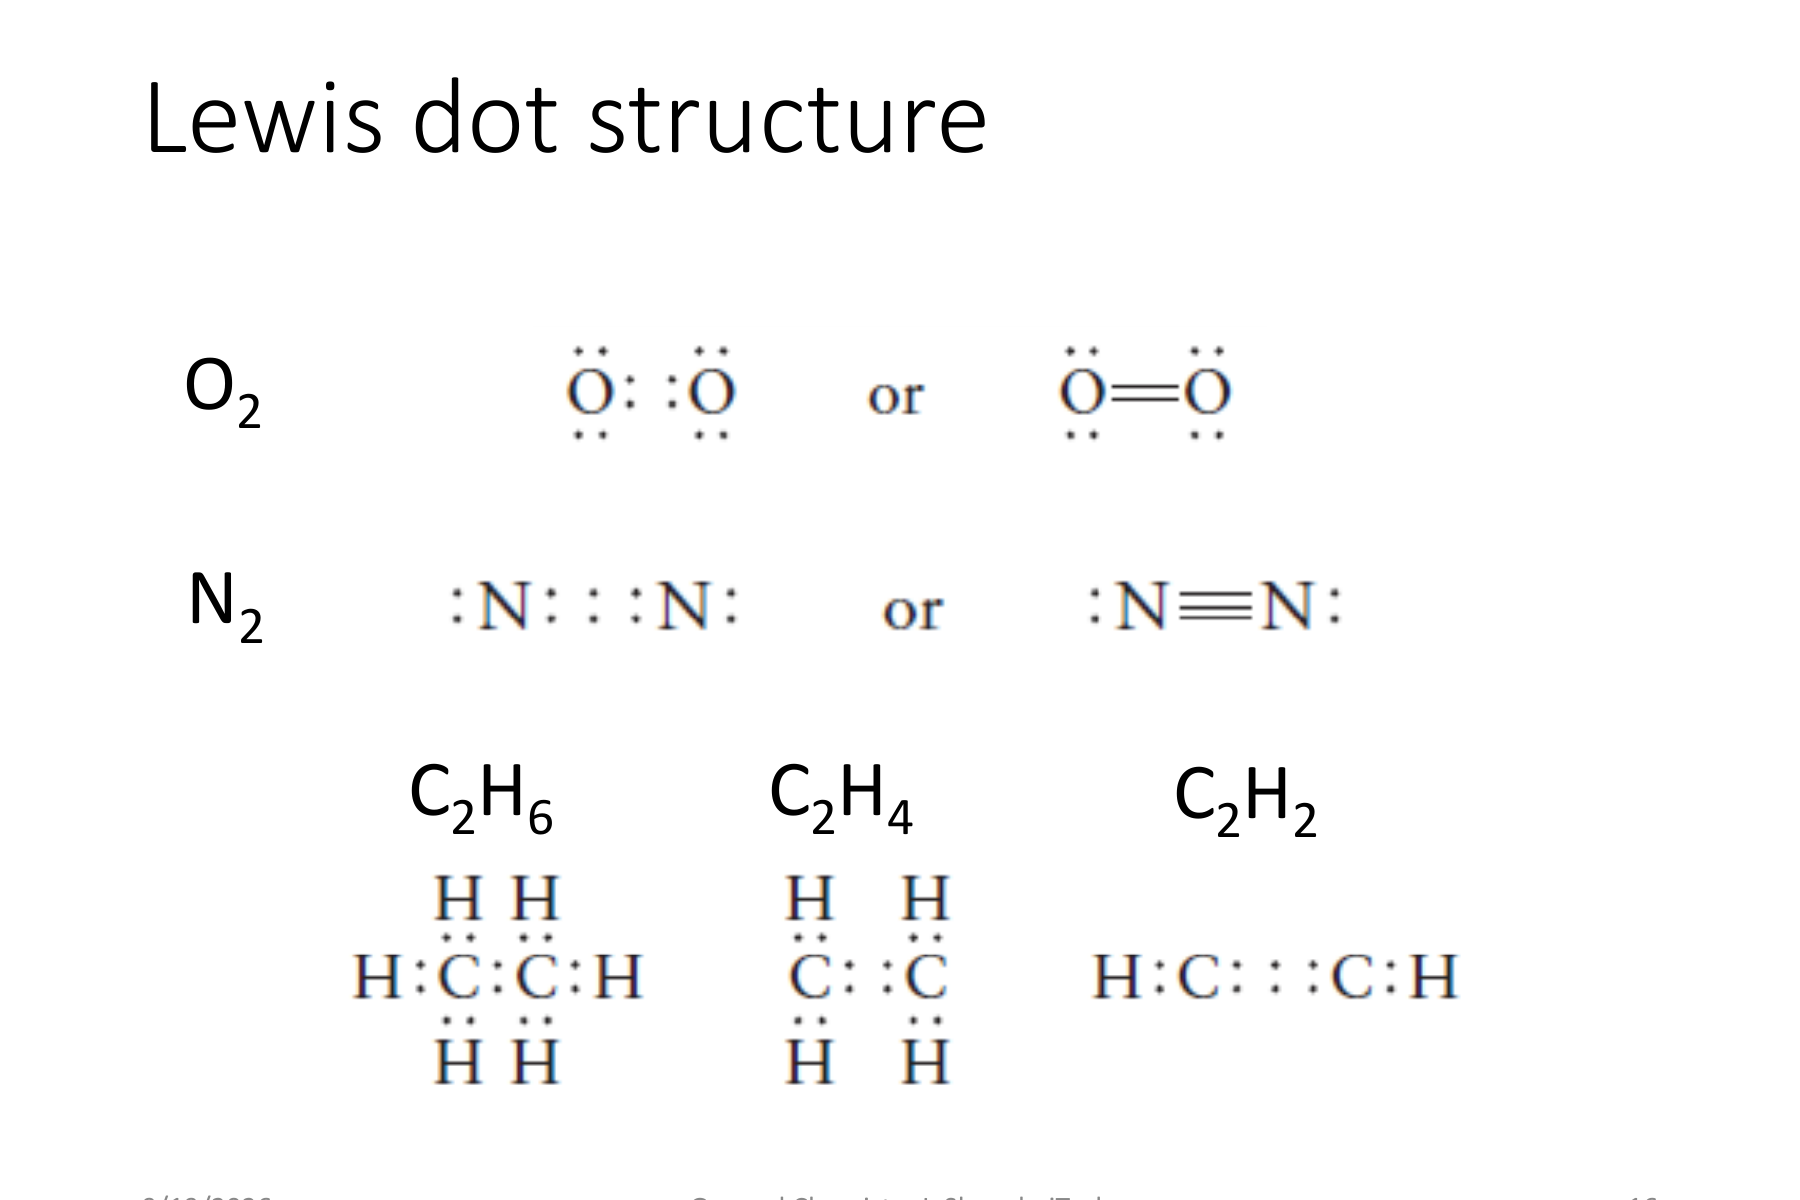 Lewis dot structure
O₂ Ö: :Ö or Ö=Ö
N₂ :N: : :N: or :N≡N:
C₂H₆ C₂H₄ C₂H₂
H H H H
H:C:C:H C: :C H:C: : :C:H
H H H H